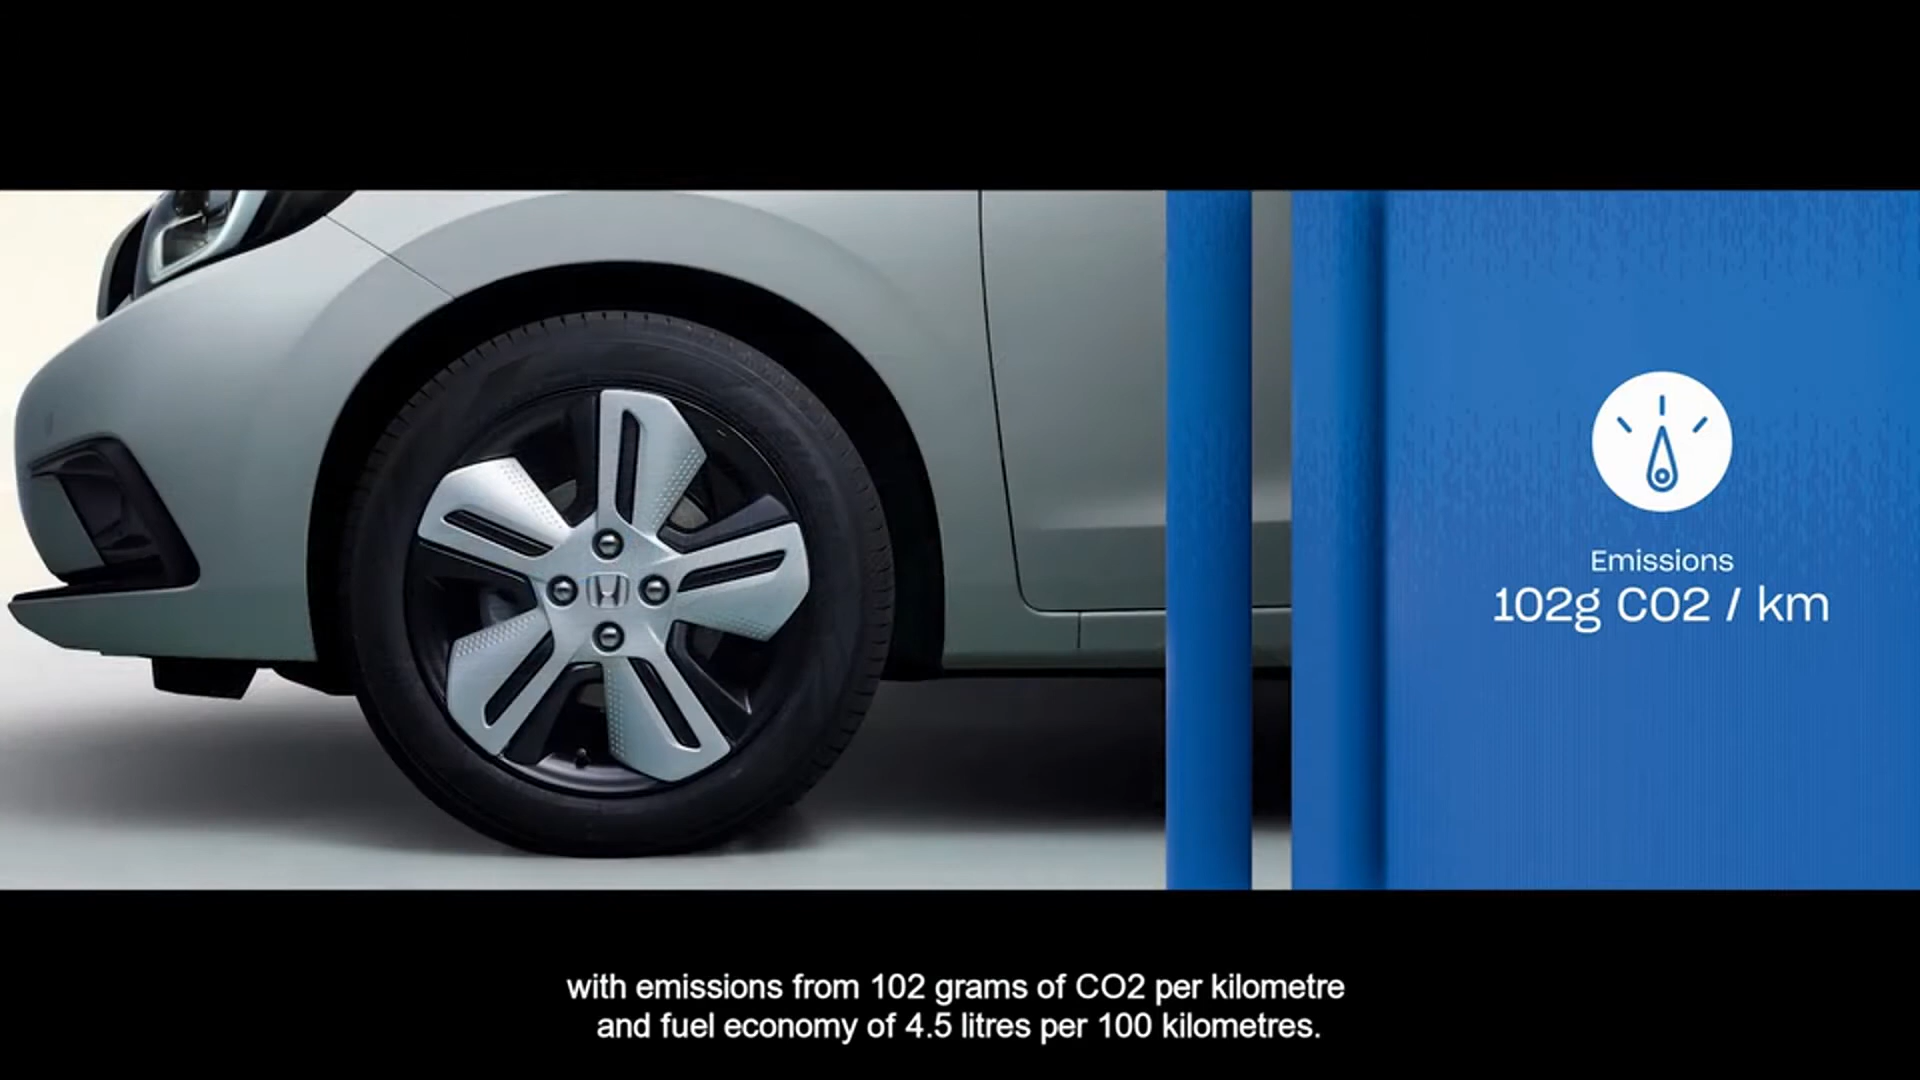 Emissions
102g CO2 / km
with emissions from 102 grams of CO2 per kilometre
and fuel economy of 4.5 litres per 100 kilometres.